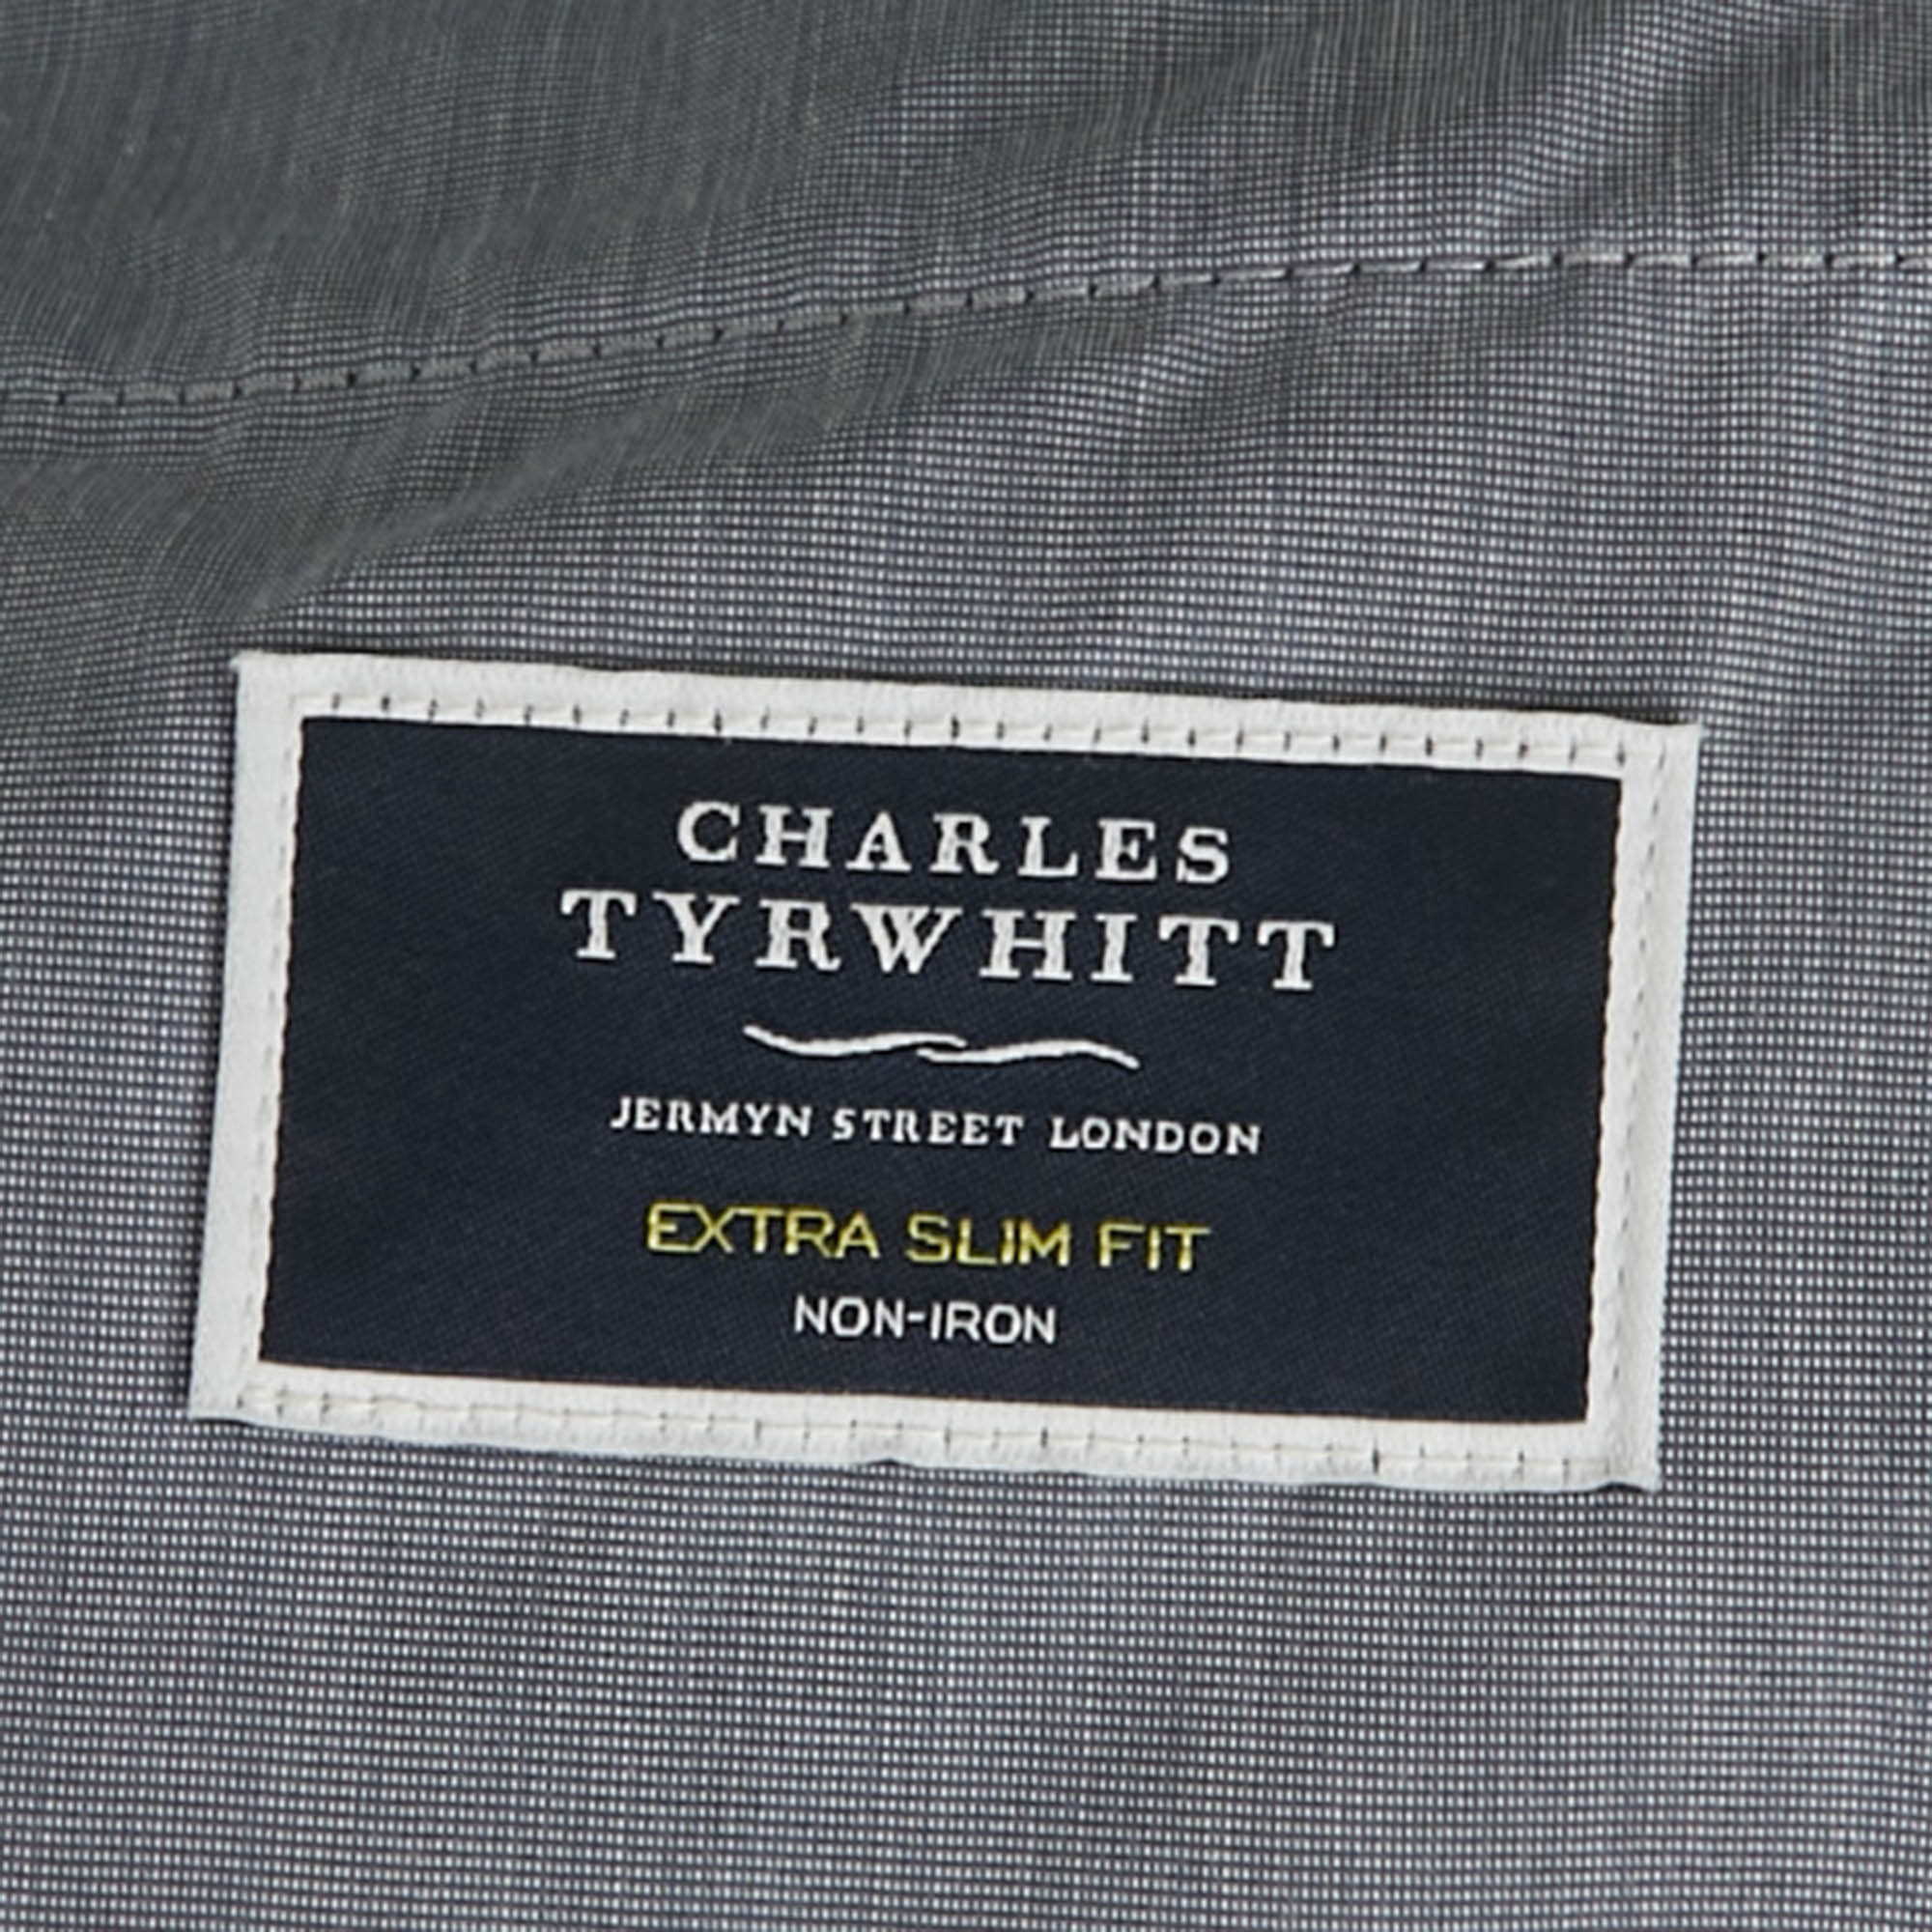 CHARLES
TYRWHITT
JERMYN STREET LONDON
EXTRA SLIM FIT
NON-IRON